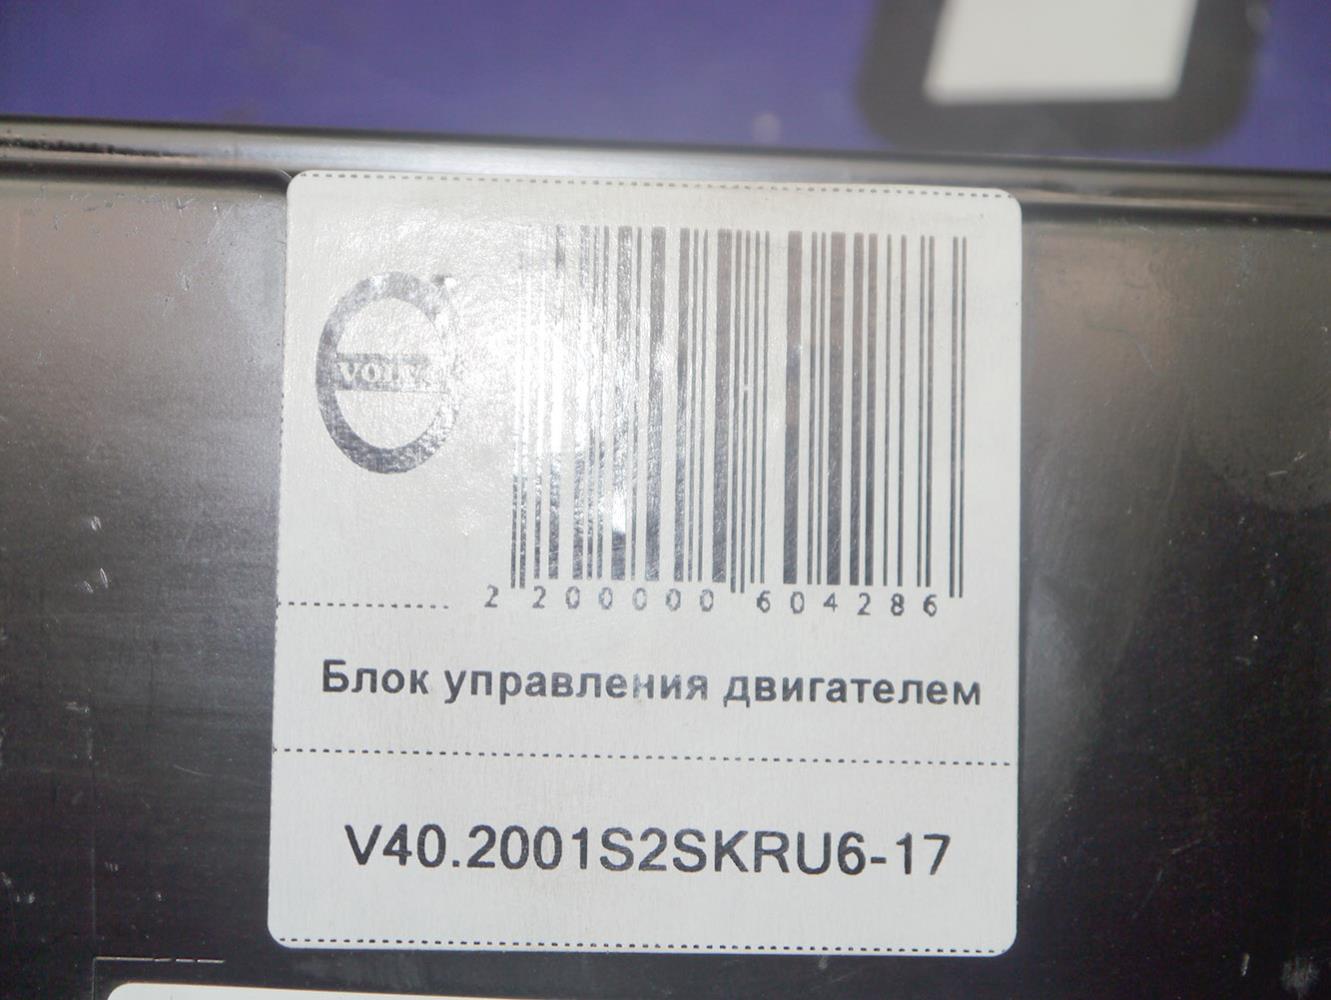 VOLVO
2 200000 604286
Блок управления двигателем
V40.2001S2SKRU6-17